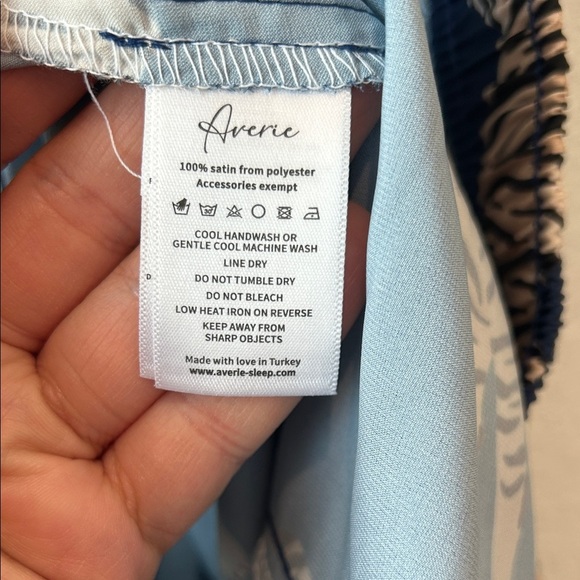 Averie
100% satin from polyester
Accessories exempt
COOL HANDWASH OR
GENTLE COOL MACHINE WASH
LINE DRY
DO NOT TUMBLE DRY
DO NOT BLEACH
LOW HEAT IRON ON REVERSE
KEEP AWAY FROM
SHARP OBJECTS
Made with love in Turkey
www.averie-sleep.com